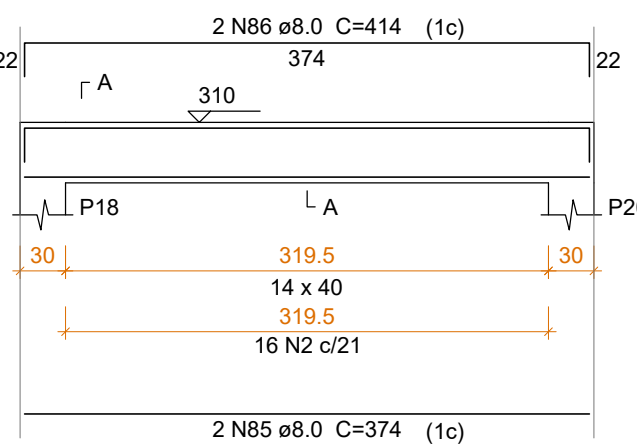 2 N86 ø8.0 C=414 (1c)
22 374 22
A
310
P18 A
30 319.5 30
14 x 40
319.5
16 N2 c/21
2 N85 ø8.0 C=374 (1c)